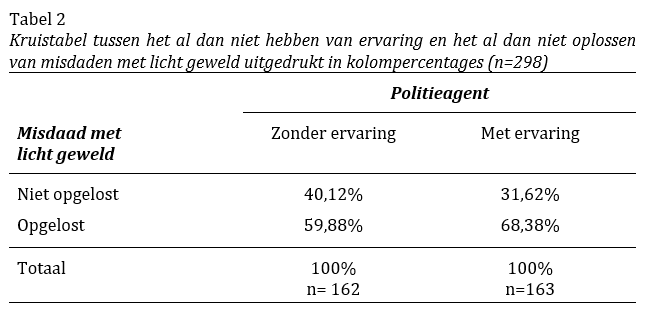 Tabel 2
Kruistabel tussen het al dan niet hebben van ervaring en het al dan niet oplossen
van misdaden met licht geweld uitgedrukt in kolompercentages (n=298)
Politieagent
Misdaad met Zonder ervaring Met ervaring
licht geweld
Niet opgelost 40,12% 31,62%
Opgelost 59,88% 68,38%
Totaal 100% 100%
n= 162 n=163